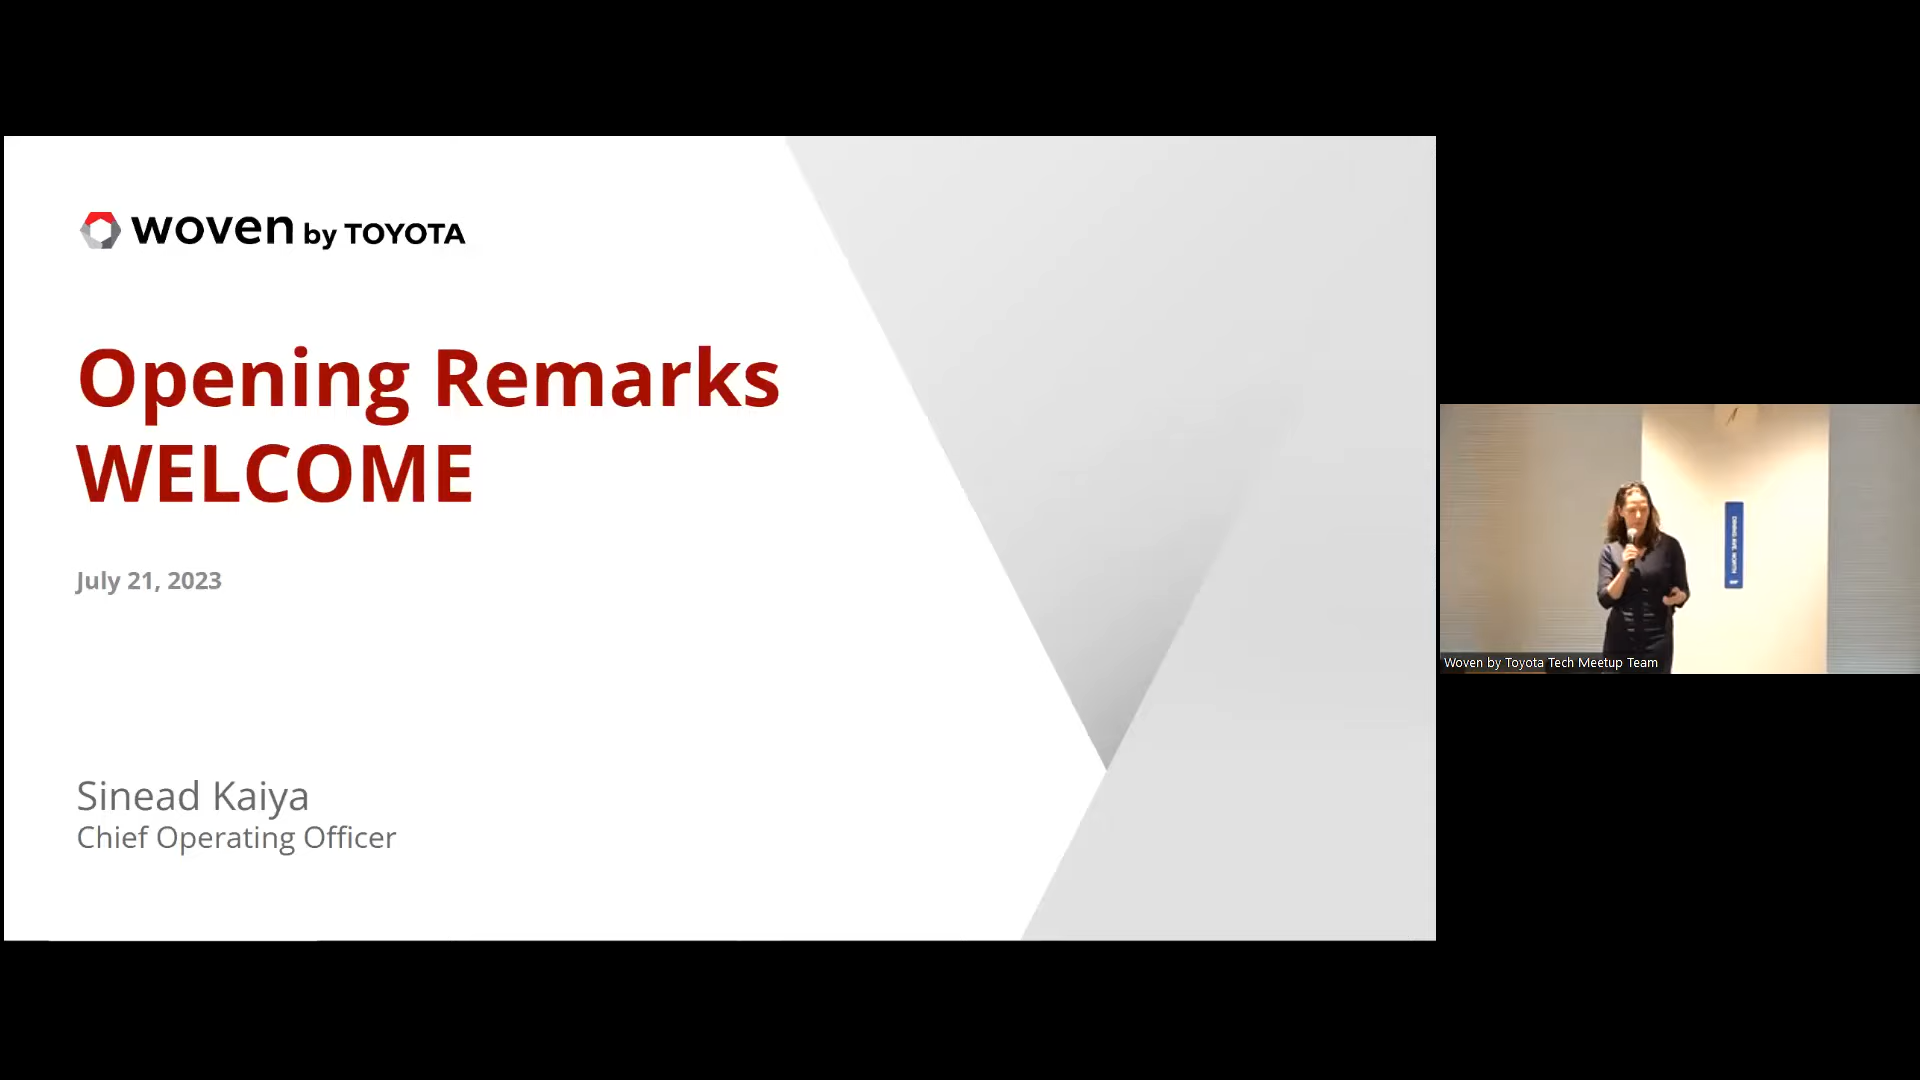 woven by TOYOTA
Opening Remarks
WELCOME
July 21, 2023
Sinead Kaiya
Chief Operating Officer
Woven by Toyota Tech Meetup Team